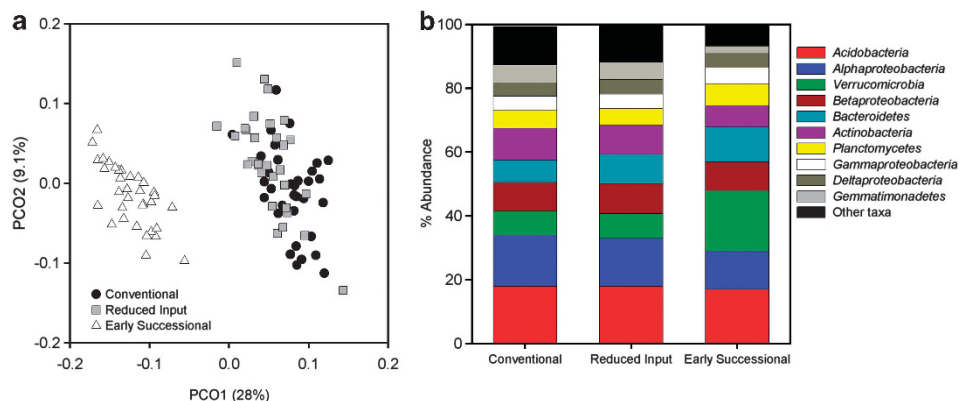 a
0.2
0.1
0.0
-0.1
-0.2
PCO2 (9.1%)
Conventional
Reduced Input
Early Successional
-0.2
-0.1
0.0
0.1
0.2
PCO1 (28%)
b
100
80
60
40
20
0
% Abundance
Conventional
Reduced Input
Early Successional
Acidobacteria
Alphaproteobacteria
Verrucomicrobia
Betaproteobacteria
Bacteroidetes
Actinobacteria
Planctomycetes
Gammaproteobacteria
Deltaproteobacteria
Gemmatimonadetes
Other taxa